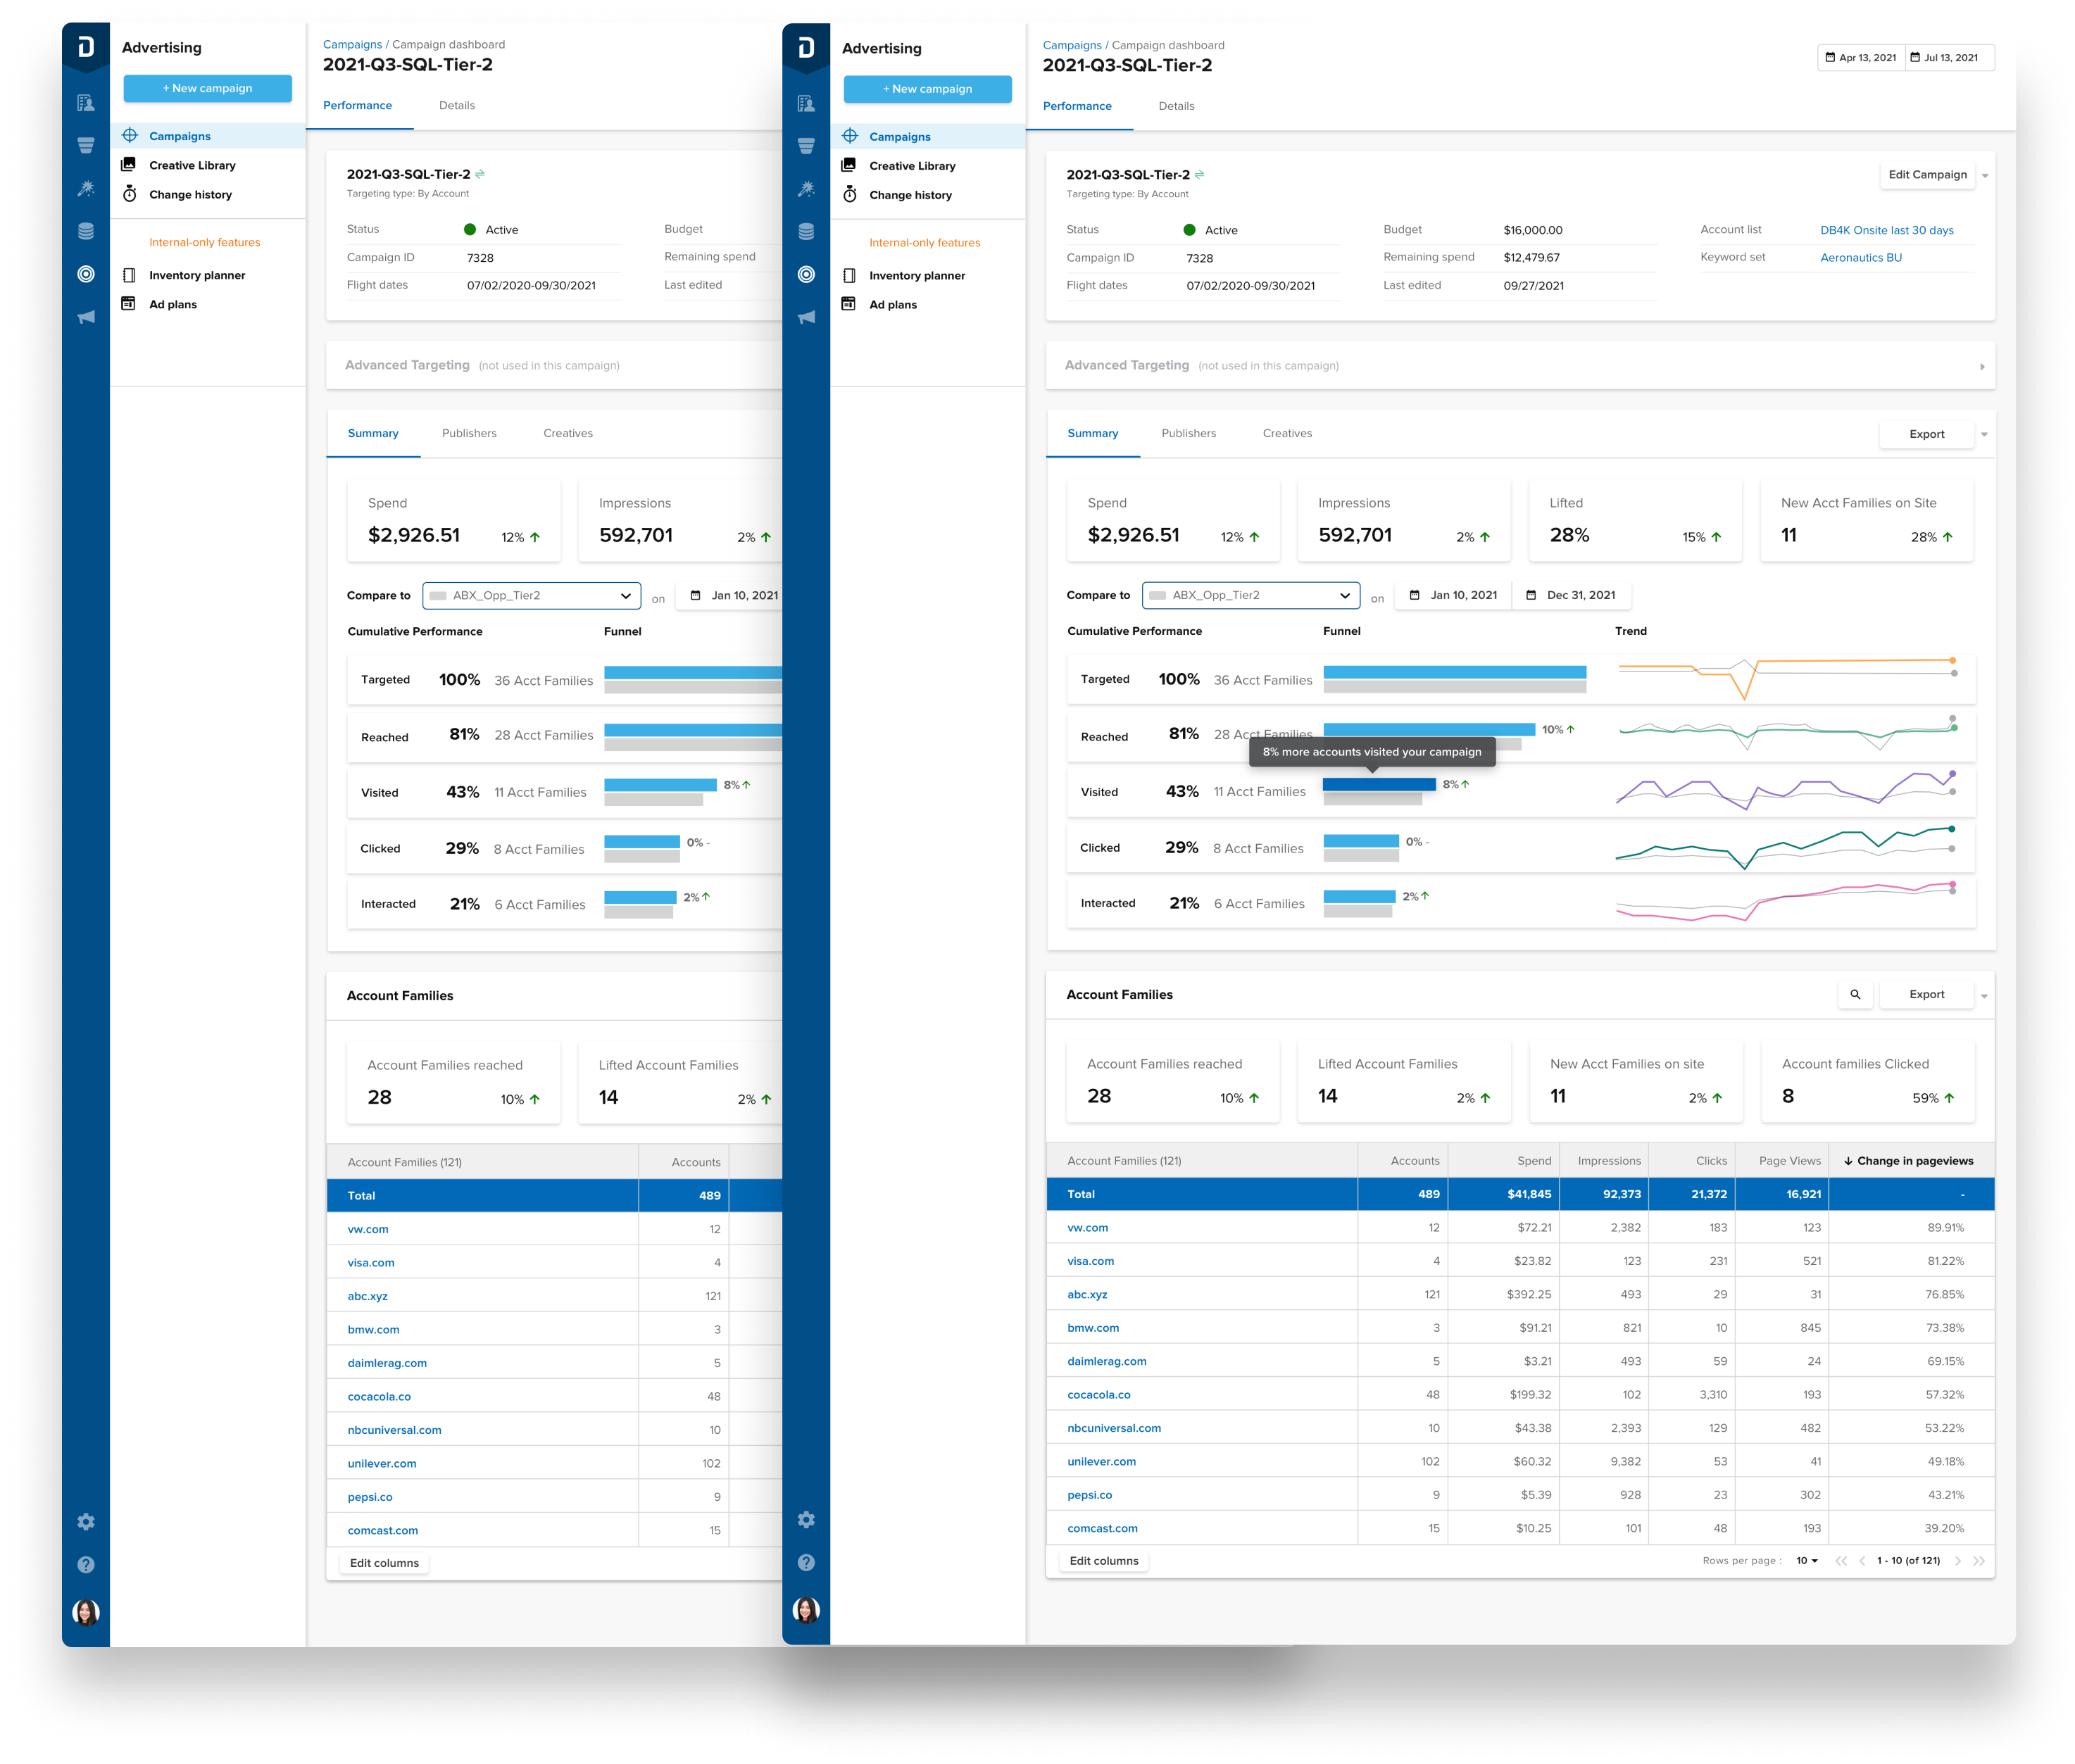 Advertising
+ New campaign
Campaigns
Creative Library
Change history
Internal-only features
Inventory planner
Ad plans
Campaigns / Campaign dashboard
2021-Q3-SQL-Tier-2
Performance Details
2021-Q3-SQL-Tier-2
Targeting type: By Account
Status Active Budget
Campaign ID 7328 Remaining spend
Flight dates 07/02/2020-09/30/2021 Last edited
Advanced Targeting (not used in this campaign)
Summary Publishers Creatives
Spend Impressions
$2,926.51 12% 592,701 2%
Compare to ABX_Opp_Tier2 on Jan 10, 2021
Cumulative Performance Funnel
Targeted 100% 36 Acct Families
Reached 81% 28 Acct Families
Visited 43% 11 Acct Families 8%
Clicked 29% 8 Acct Families 0% -
Interacted 21% 6 Acct Families 2%
Account Families
Account Families reached Lifted Account Families
28 10% 14 2%
Account Families (121) Accounts
Total 489
vw.com 12
visa.com 4
abc.xyz 121
bmw.com 3
daimlerag.com 5
cocacola.co 48
nbcuniversal.com 10
unilever.com 102
pepsi.co 9
comcast.com 15
Edit columns
Advertising
+ New campaign
Campaigns
Creative Library
Change history
Internal-only features
Inventory planner
Ad plans
Campaigns / Campaign dashboard
2021-Q3-SQL-Tier-2
Apr 13, 2021 Jul 13, 2021
Performance Details
2021-Q3-SQL-Tier-2 Edit Campaign
Targeting type: By Account
Status Active Budget $16,000.00 Account list DB4K Onsite last 30 days
Campaign ID 7328 Remaining spend $12,479.67 Keyword set Aeronautics BU
Flight dates 07/02/2020-09/30/2021 Last edited 09/27/2021
Advanced Targeting (not used in this campaign)
Summary Publishers Creatives Export
Spend Impressions Lifted New Acct Families on Site
$2,926.51 12% 592,701 2% 28% 15% 11 28%
Compare to ABX_Opp_Tier2 on Jan 10, 2021 Dec 31, 2021
Cumulative Performance Funnel Trend
Targeted 100% 36 Acct Families
Reached 81% 28 Acct Families 10%
8% more accounts visited your campaign
Visited 43% 11 Acct Families 8%
Clicked 29% 8 Acct Families 0% -
Interacted 21% 6 Acct Families 2%
Account Families Export
Account Families reached Lifted Account Families New Acct Families on site Account families Clicked
28 10% 14 2% 11 2% 8 59%
Account Families (121) Accounts Spend Impressions Clicks Page Views Change in pageviews
Total 489 $41,845 92,373 21,372 16,921 -
vw.com 12 $72.21 2,382 183 123 89.91%
visa.com 4 $23.82 123 231 521 81.22%
abc.xyz 121 $392.25 493 29 31 76.85%
bmw.com 3 $91.21 821 10 845 73.38%
daimlerag.com 5 $3.21 493 59 24 69.15%
cocacola.co 48 $199.32 102 3,310 193 57.32%
nbcuniversal.com 10 $43.38 2,393 129 482 53.22%
unilever.com 102 $60.32 9,382 53 41 49.18%
pepsi.co 9 $5.39 928 23 302 43.21%
comcast.com 15 $10.25 101 48 193 39.20%
Edit columns Rows per page : 10 1 - 10 (of 121)